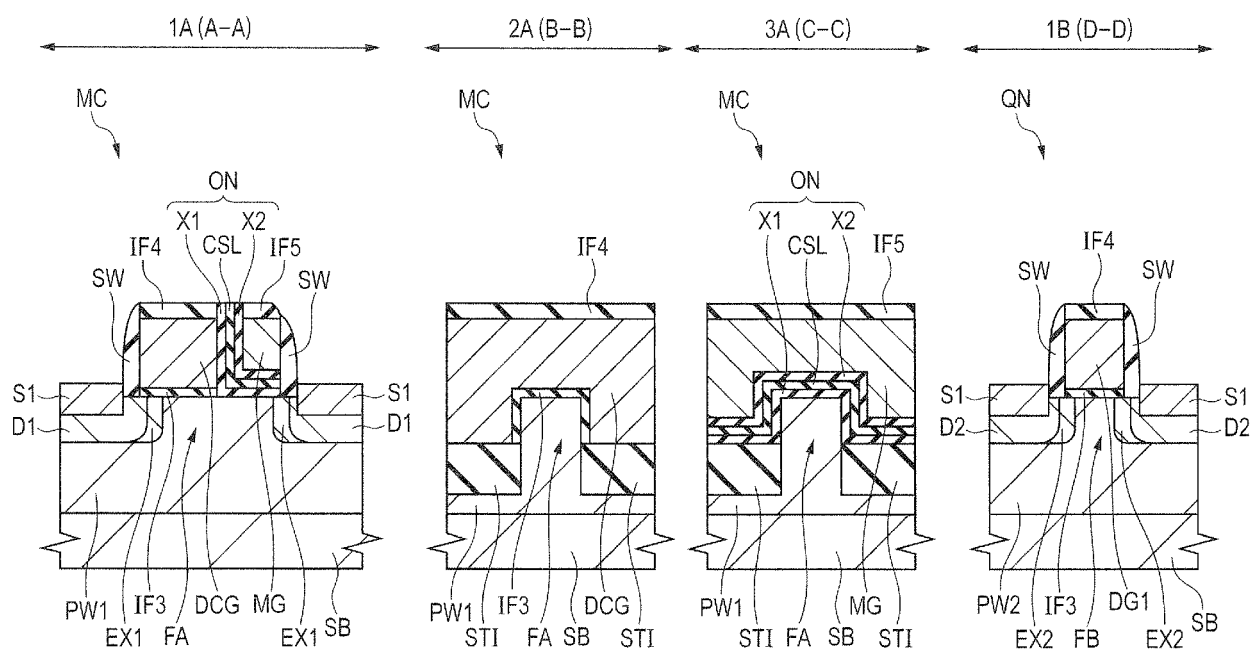 1A (A-A) 2A (B-B) 3A (C-C) 1B (D-D)
MC MC MC QN
ON ON
X1 X2 X1 X2
IF4 CSL IF5 IF4 CSL IF5 IF4
SW SW SW SW
S1 S1 S1 S1
D1 D1 D2 D2
PW1 IF3 DCG MG SB PW1 IF3 DCG PW1 SB MG PW2 IF3 DG1 SB
EX1 FA EX1 STI FA SB STI STI FA STI EX2 FB EX2